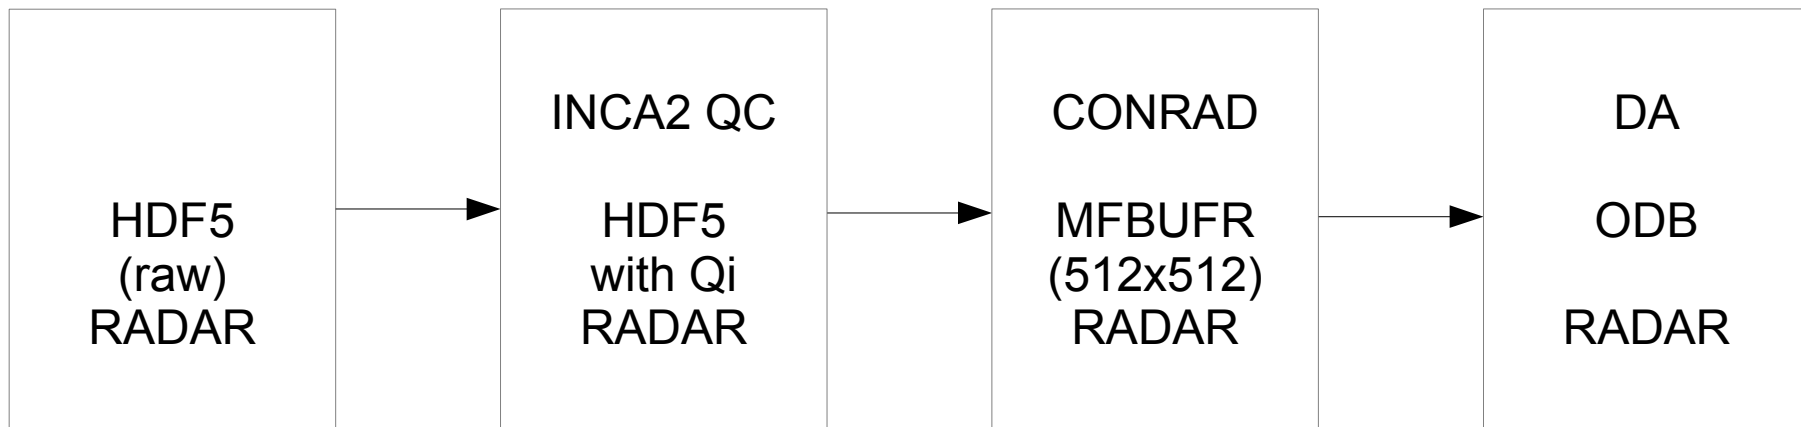 HDF5
(raw)
RADAR
INCA2 QC
HDF5
with Qi
RADAR
CONRAD
MFBUFR
(512x512)
RADAR
DA
ODB
RADAR